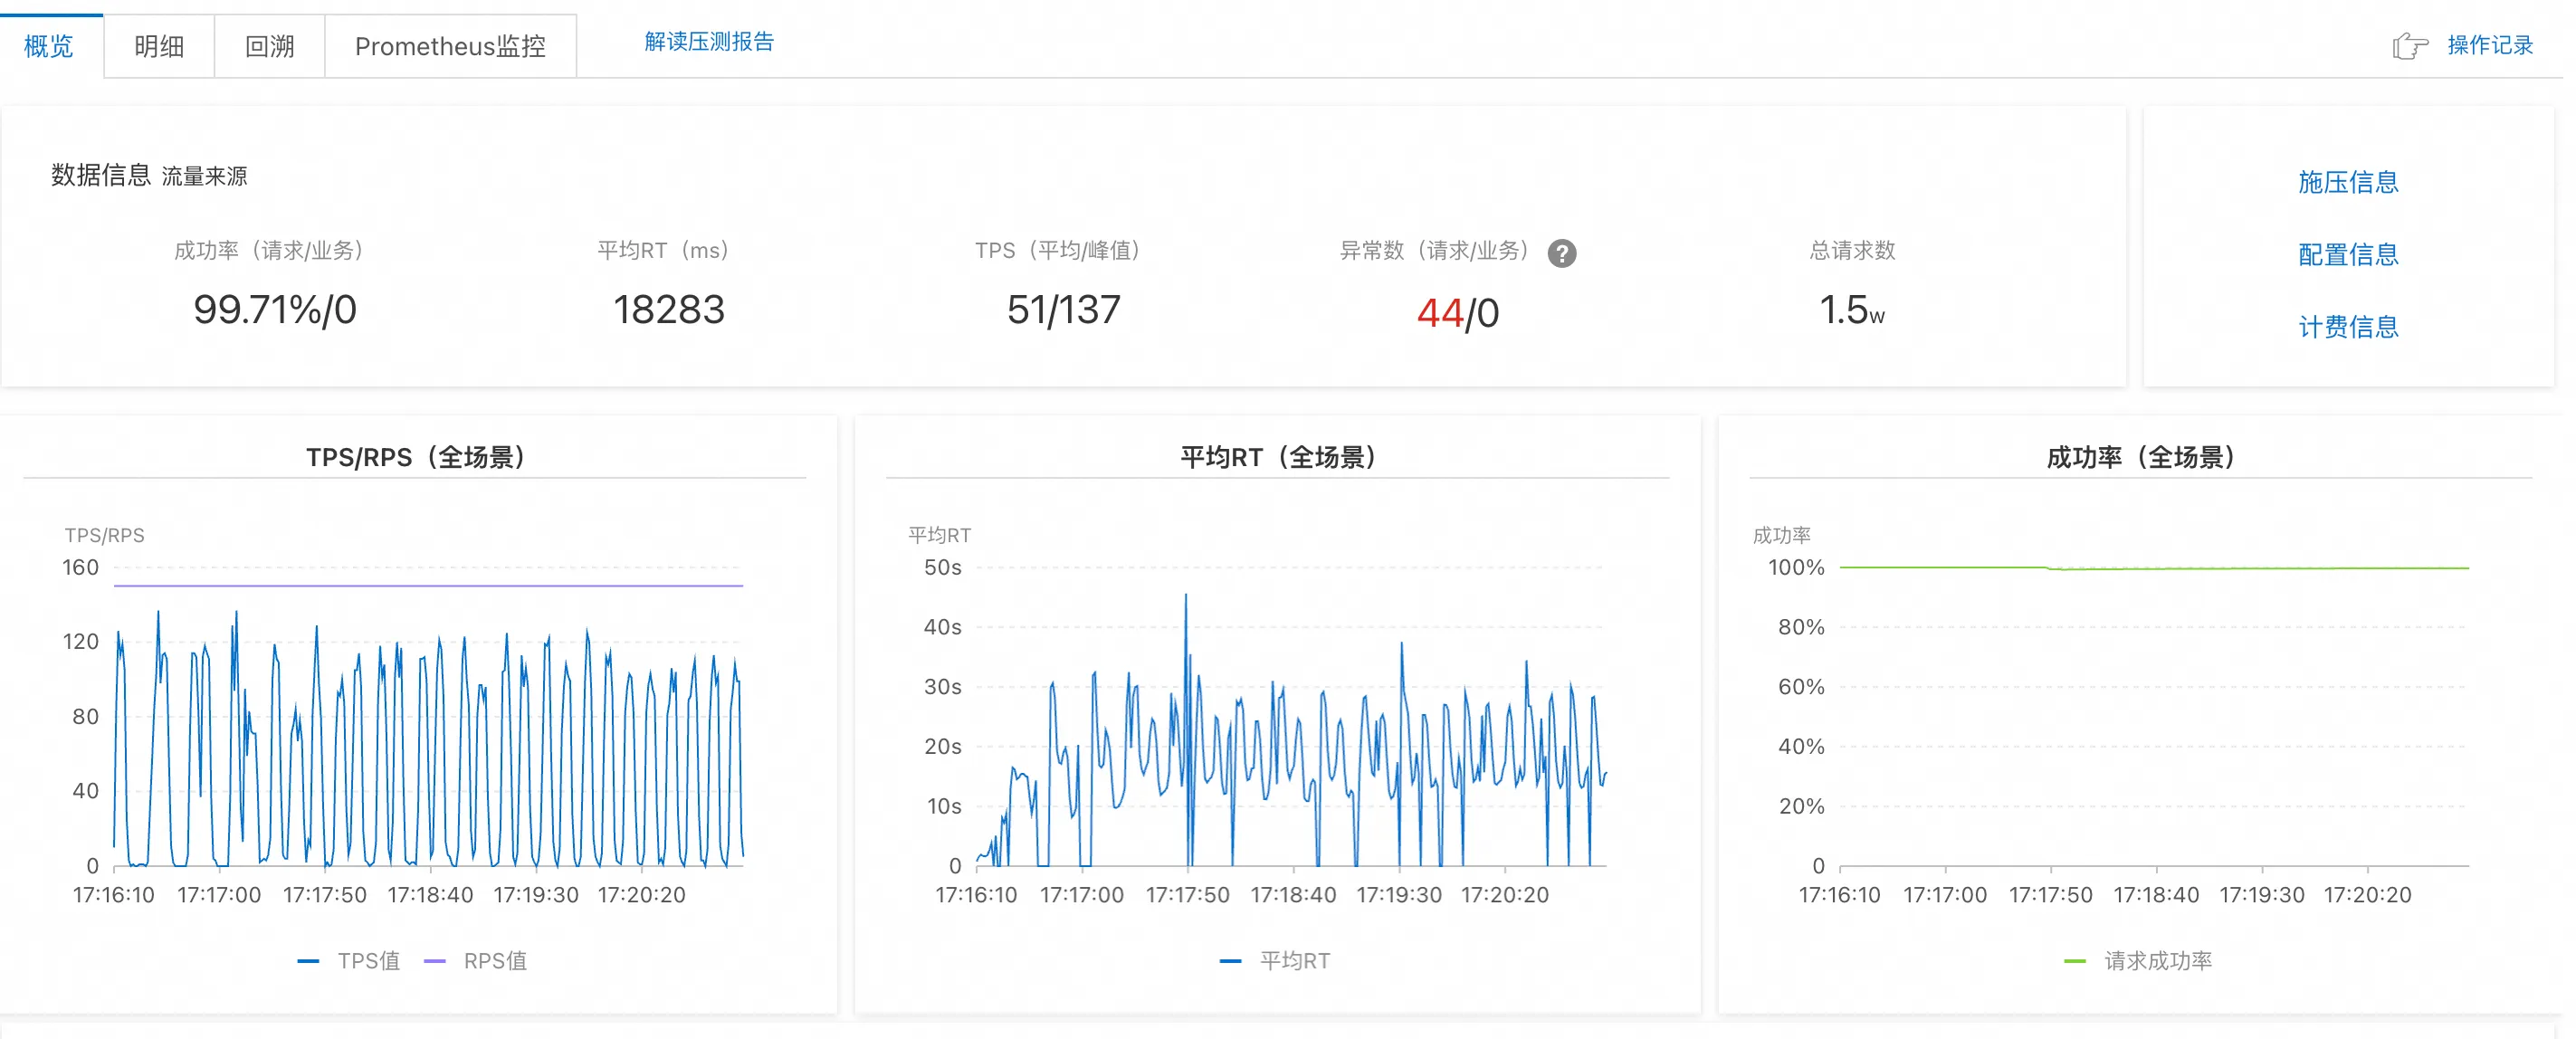 概览 明细 回溯 Prometheus监控 解读压测报告 操作记录
数据信息 流量来源
成功率（请求/业务） 平均RT（ms） TPS（平均/峰值） 异常数（请求/业务） ? 总请求数
99.71%/0 18283 51/137 44/0 1.5w
施压信息
配置信息
计费信息
TPS/RPS（全场景）
TPS/RPS
160
120
80
40
0
17:16:10 17:17:00 17:17:50 17:18:40 17:19:30 17:20:20
TPS值 RPS值
平均RT（全场景）
平均RT
50s
40s
30s
20s
10s
0
17:16:10 17:17:00 17:17:50 17:18:40 17:19:30 17:20:20
平均RT
成功率（全场景）
成功率
100%
80%
60%
40%
20%
0
17:16:10 17:17:00 17:17:50 17:18:40 17:19:30 17:20:20
请求成功率